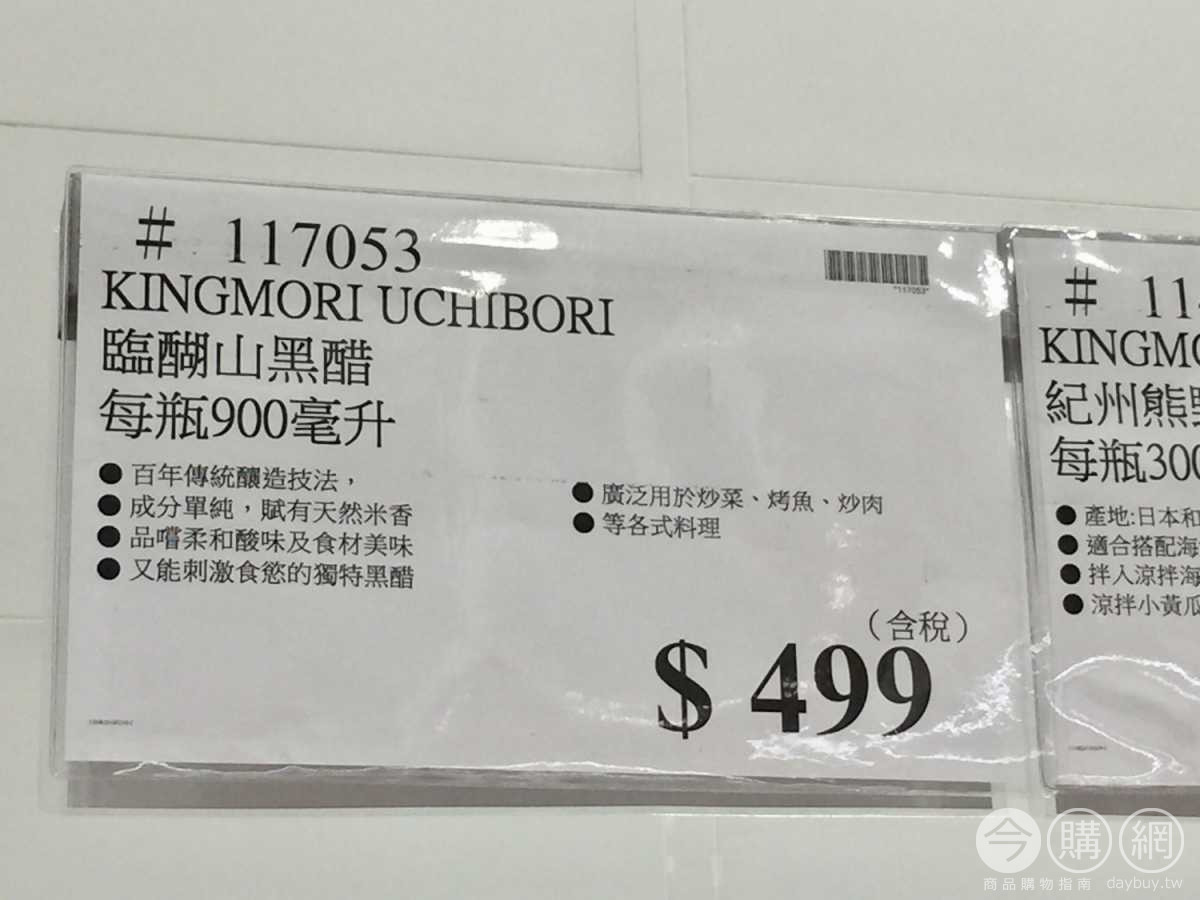 # 117053
KINGMORI UCHIBORI
臨醐山黑醋
每瓶900毫升
● 百年傳統釀造技法，
● 成分單純，賦有天然米香
● 品嚐柔和酸味及食材美味
● 又能刺激食慾的獨特黑醋
● 廣泛用於炒菜、烤魚、炒肉
● 等各式料理
（含稅）
$ 499
"117053"
# 11
KINGMO
紀州熊野
每瓶300
● 產地:日本和
● 適合搭配海
● 拌入涼拌海
● 涼拌小黃瓜
今購網
商品購物指南 daybuy.tw